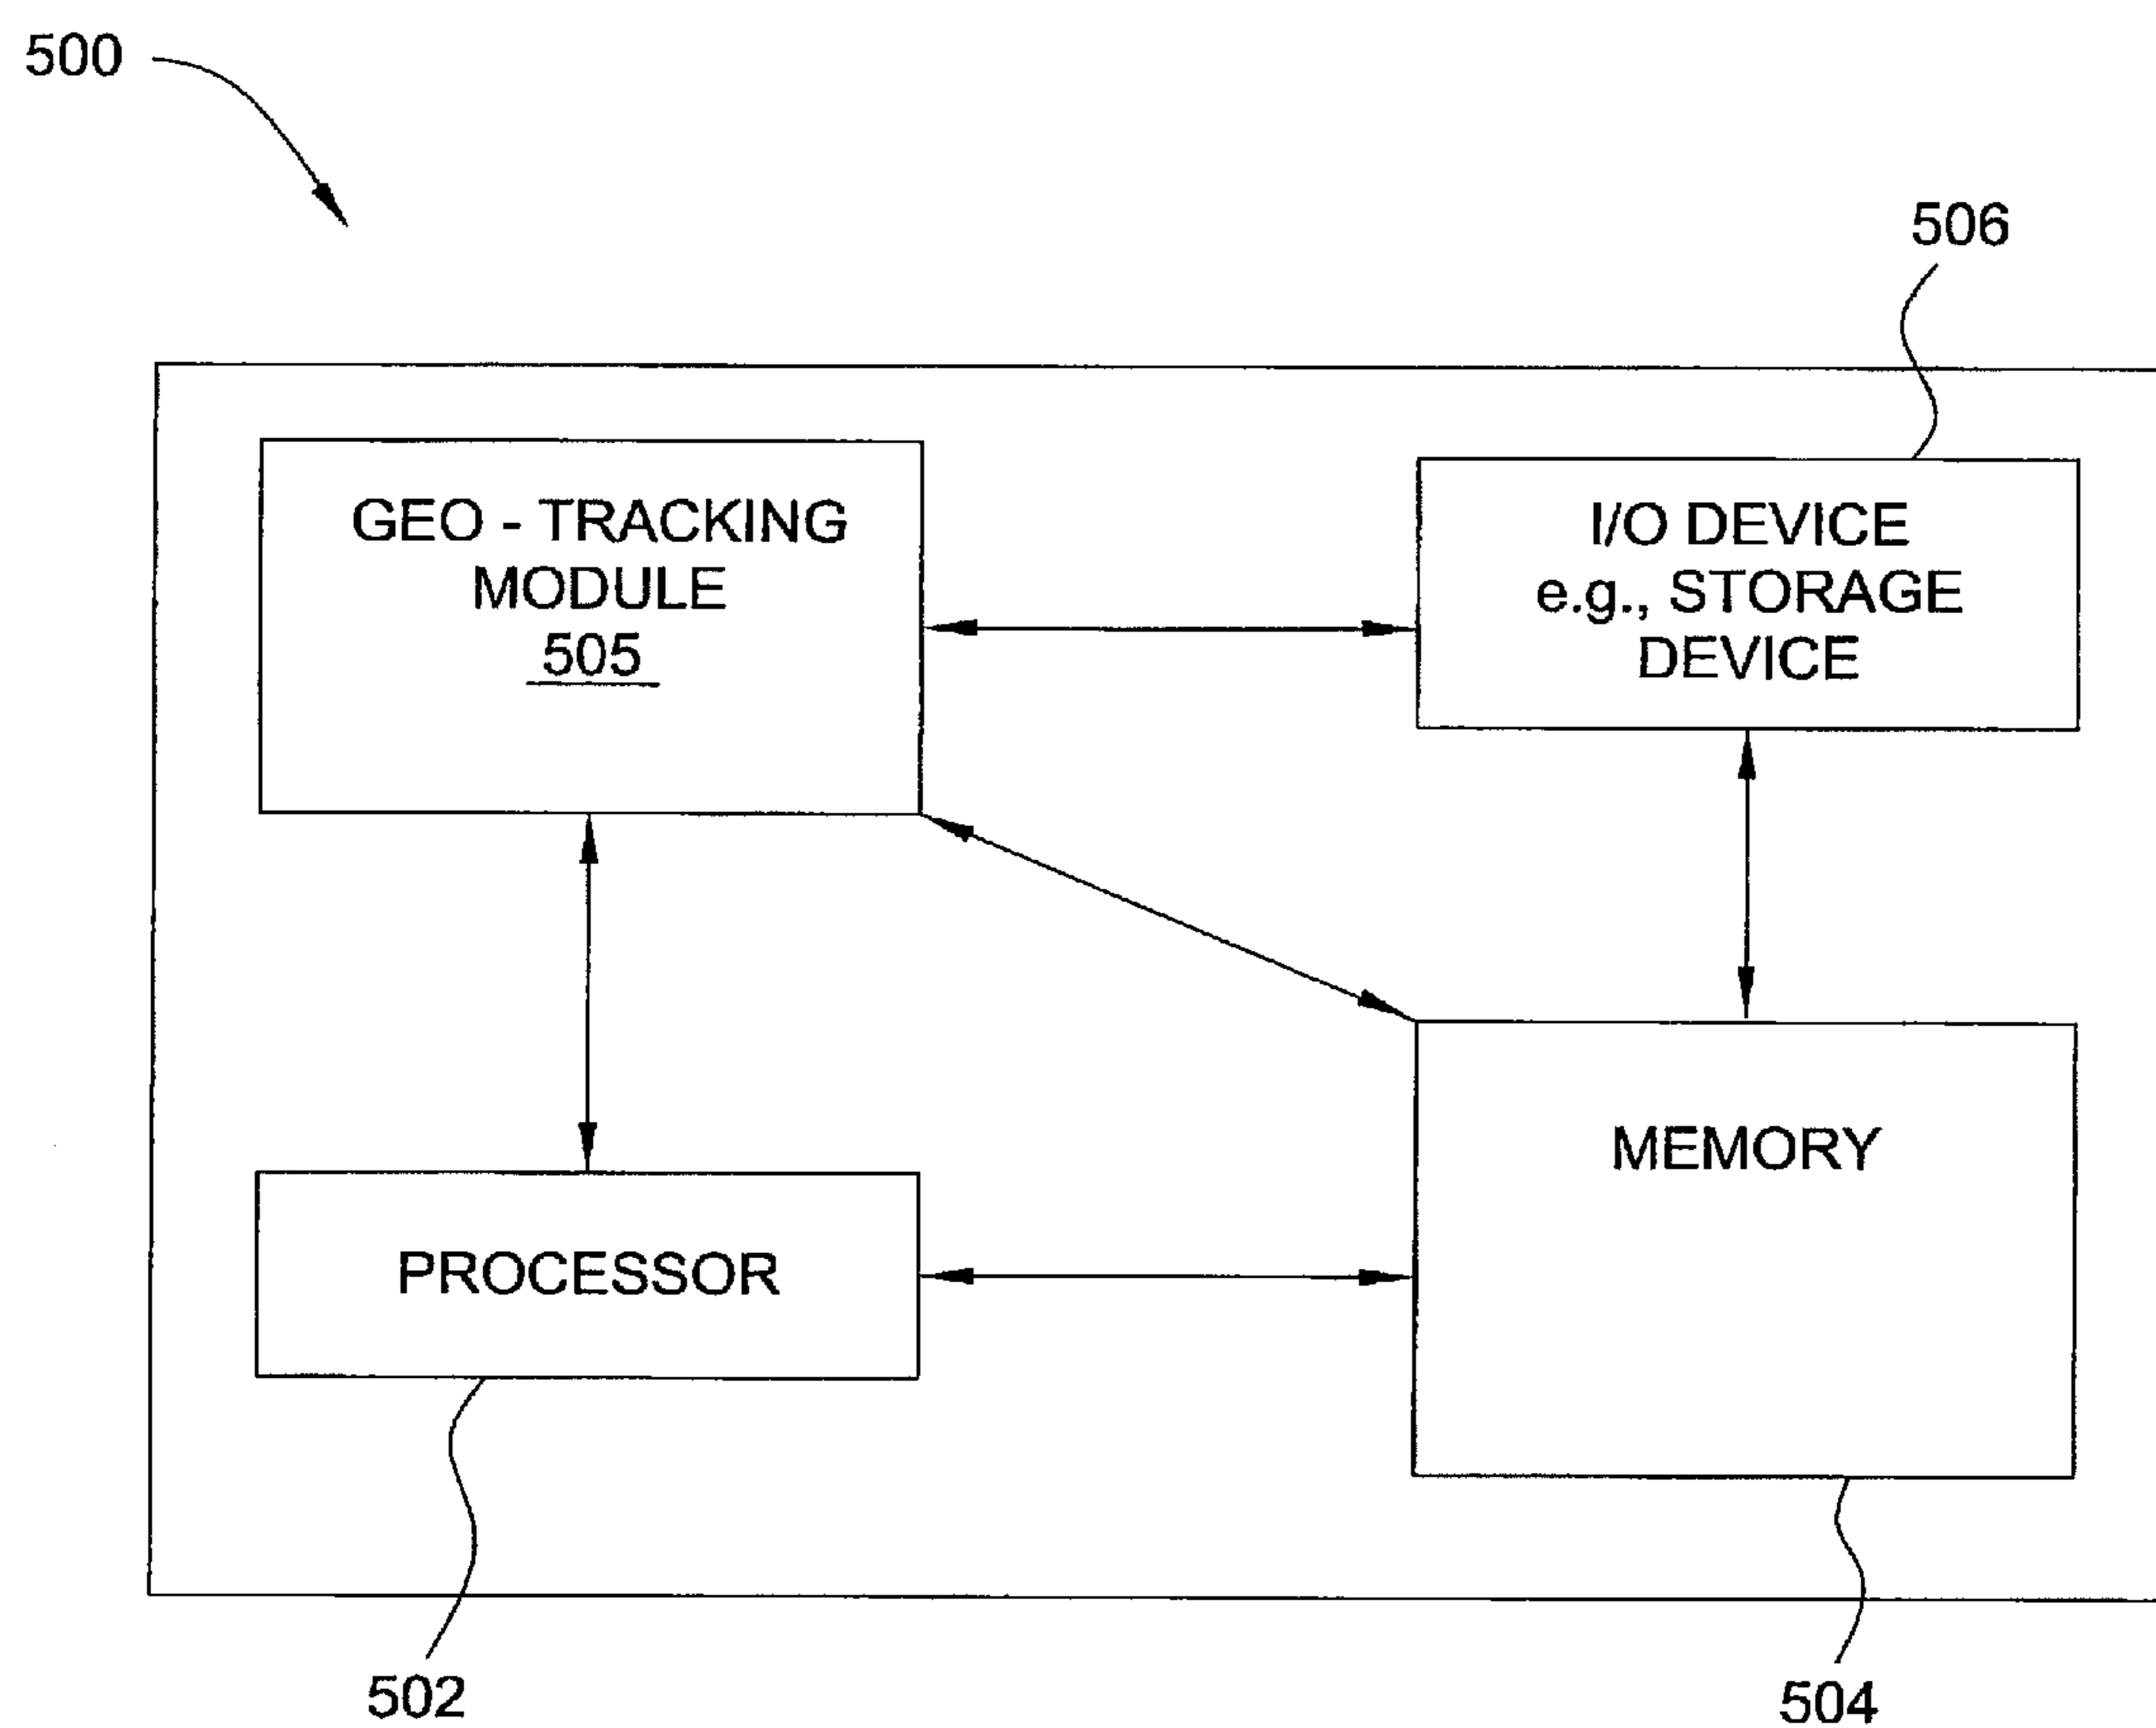 500
506
GEO - TRACKING
MODULE
505
I/O DEVICE
e.g., STORAGE
DEVICE
MEMORY
PROCESSOR
502
504